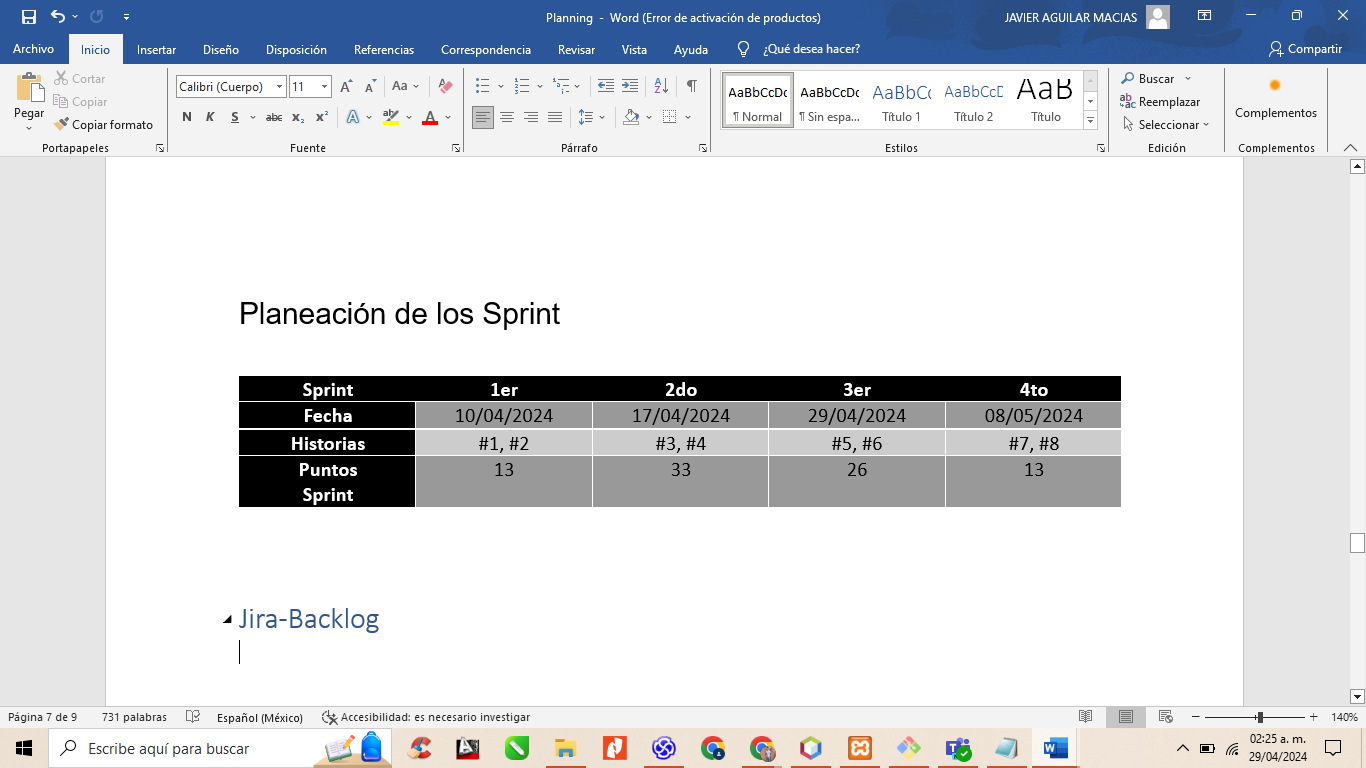 Planning - Word (Error de activación de productos)
JAVIER AGUILAR MACIAS
Archivo Inicio Insertar Diseño Disposición Referencias Correspondencia Revisar Vista Ayuda ¿Qué desea hacer? Compartir
Pegar
Cortar
Copiar
Copiar formato
Portapapeles
Calibri (Cuerpo) 11
Aa
N K S abc x₂ x²
Fuente
Párrafo
AaBbCcDc AaBbCcDc AaBbCc AaBbCcD AaB
¶ Normal ¶ Sin espa... Título 1 Título 2 Título
Estilos
Buscar
Reemplazar
Seleccionar
Edición
Complementos
Complementos
Planeación de los Sprint
Sprint 1er 2do 3er 4to
Fecha 10/04/2024 17/04/2024 29/04/2024 08/05/2024
Historias #1, #2 #3, #4 #5, #6 #7, #8
Puntos 13 33 26 13
Sprint
Jira-Backlog
Página 7 de 9 731 palabras Español (México) Accesibilidad: es necesario investigar 140%
Escribe aquí para buscar
02:25 a. m.
29/04/2024